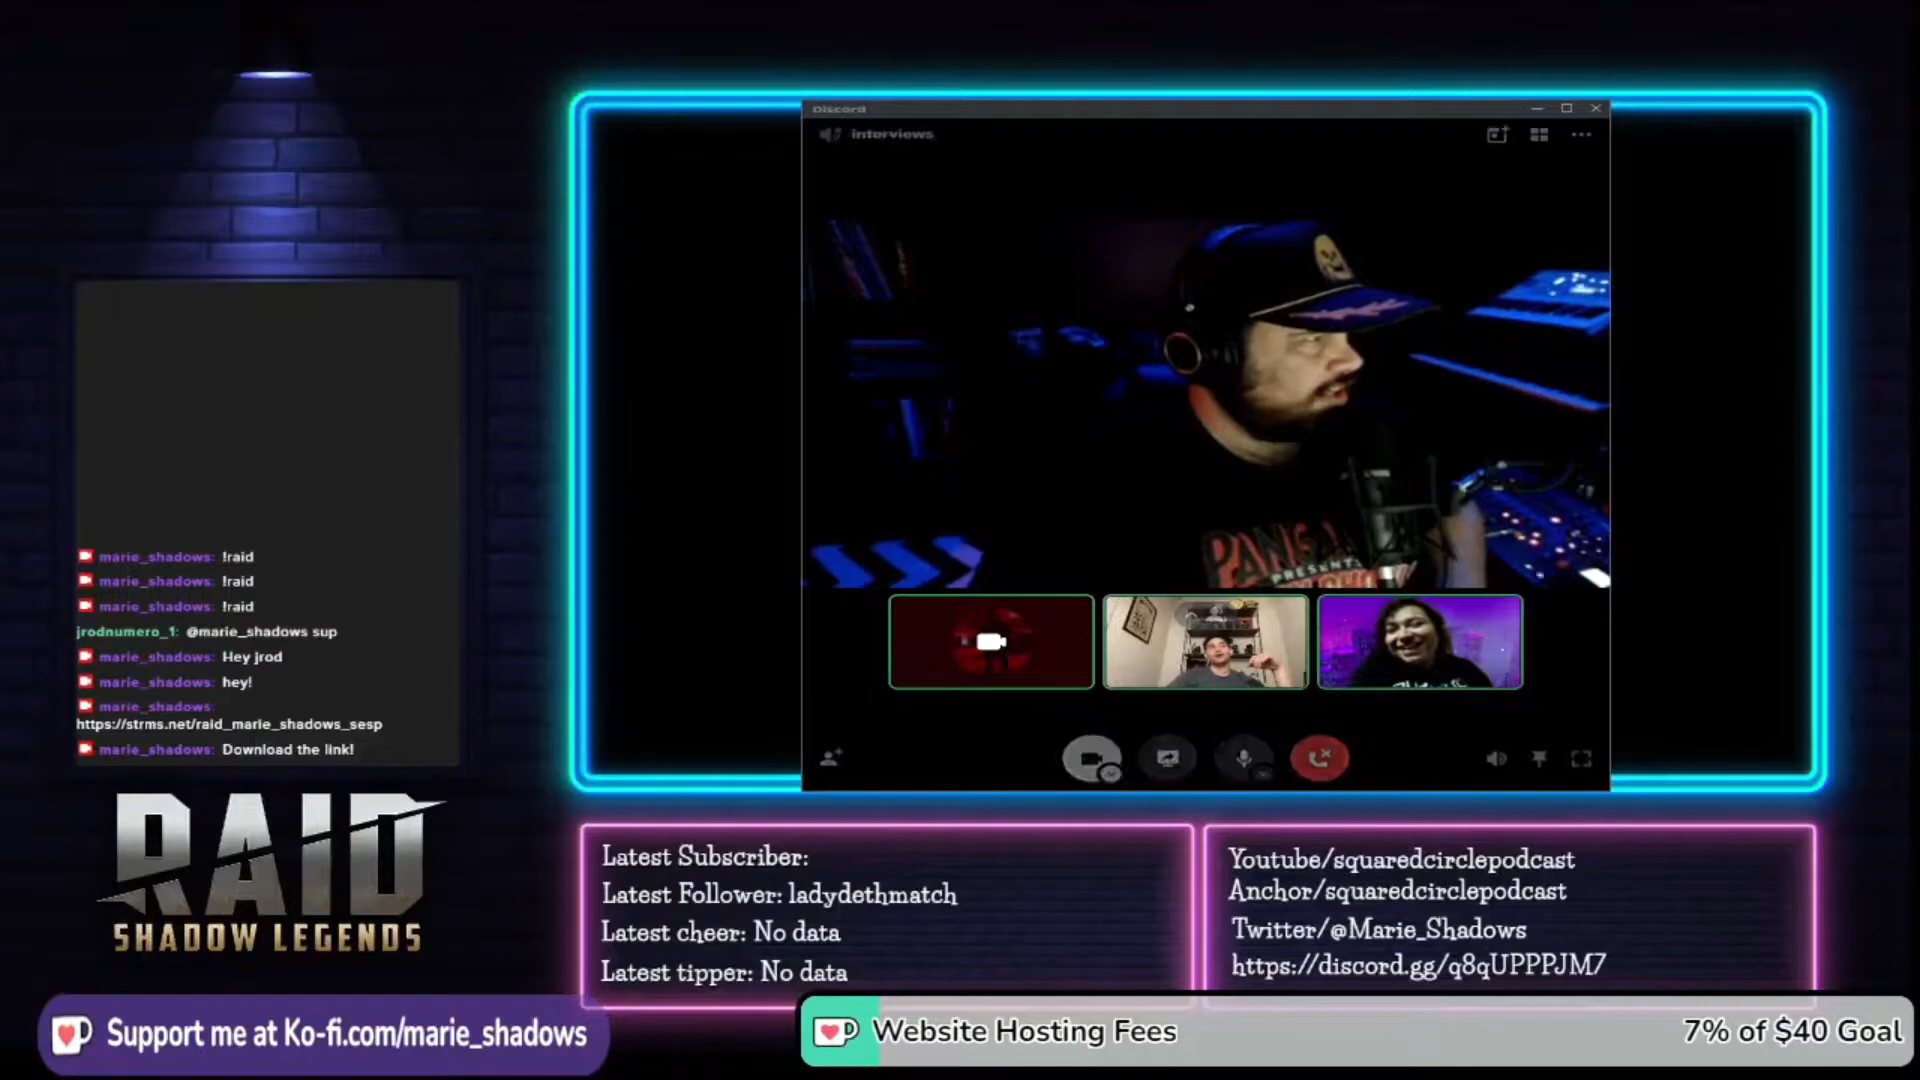 Discord
interviews
PANE
PRESENTS
marie_shadows: !raid
marie_shadows: !raid
marie_shadows: !raid
jrodnumero_1: @marie_shadows sup
marie_shadows: Hey jrod
marie_shadows: hey!
marie_shadows:
https://strms.net/raid_marie_shadows_sesp
marie_shadows: Download the link!
RAID
SHADOW LEGENDS
Latest Subscriber:
Latest Follower: ladydethmatch
Latest cheer: No data
Latest tipper: No data
Youtube/squaredcirclepodcast
Anchor/squaredcirclepodcast
Twitter/@Marie_Shadows
https://discord.gg/q8qUPPPJM7
Support me at Ko-fi.com/marie_shadows
Website Hosting Fees
7% of $40 Goal